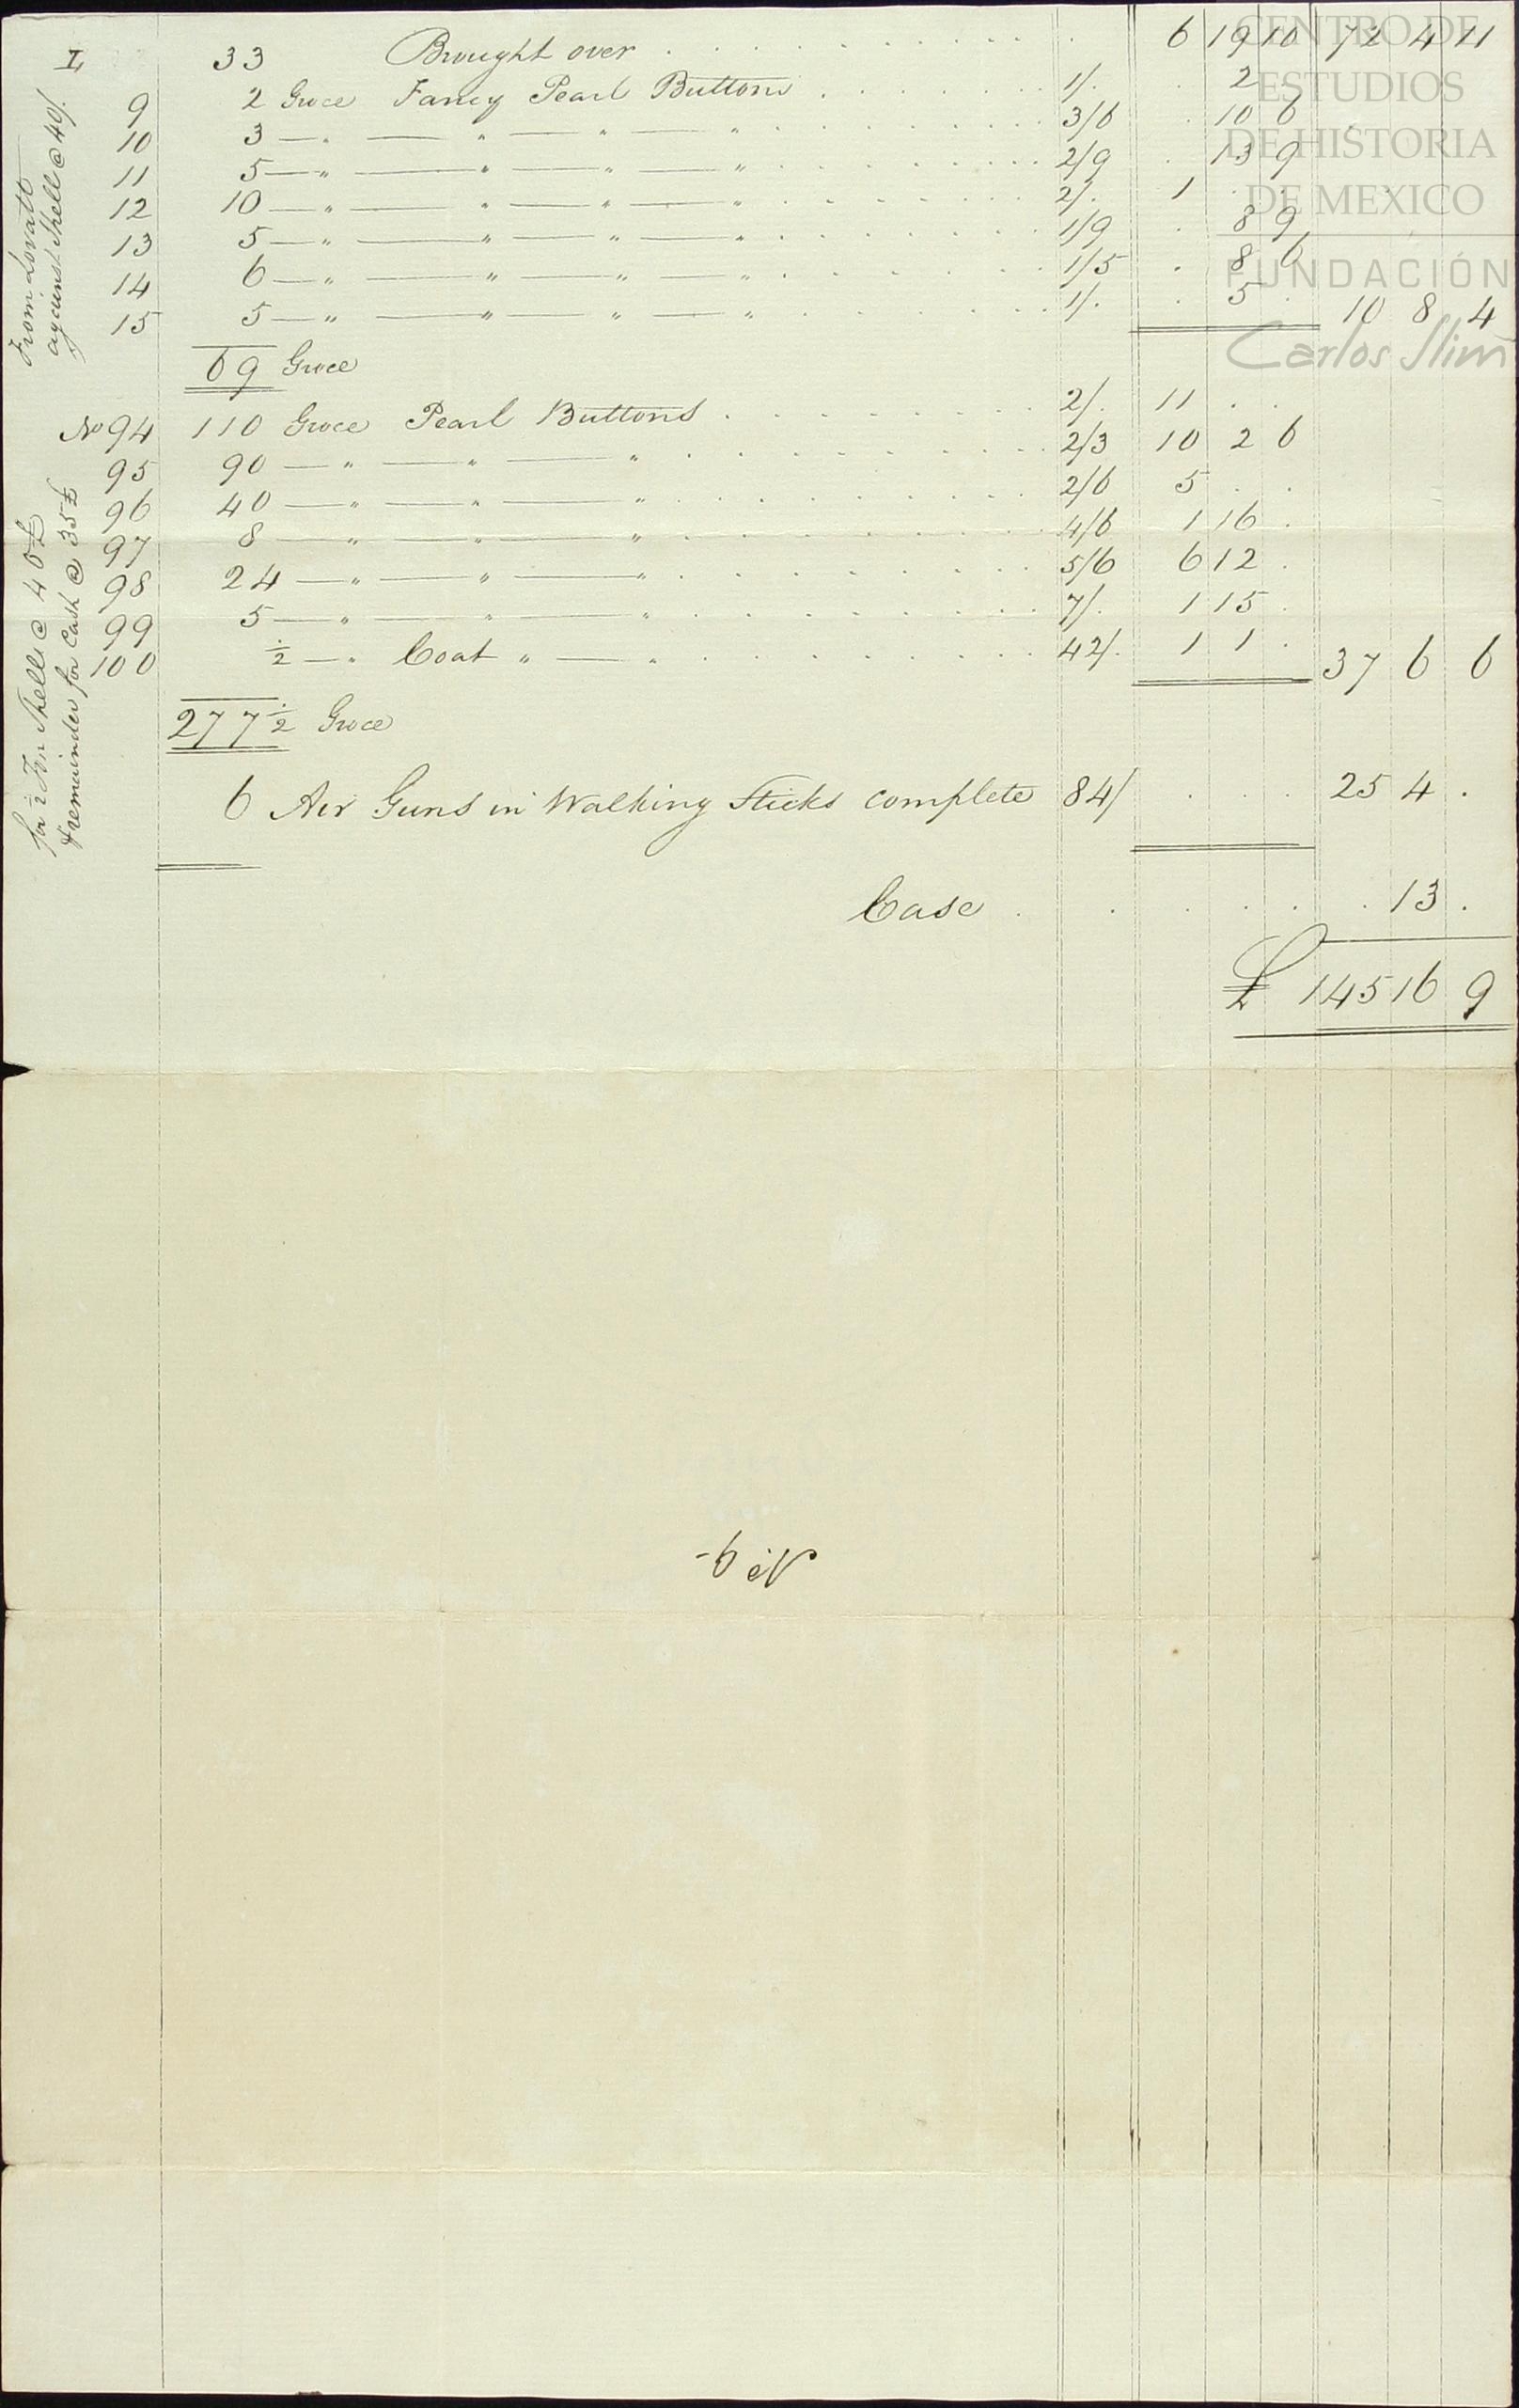 L 33 Brought over . . . . . . . . . . 6 19 10 72 4 11
9 2 Groce Fancy Pearl Buttons . . . . . . . 1/. . 2 .
10 3 — " — " — " — " . . . . . . . 3/6 . 10 6
11 5 — " — " — " — " . . . . . . . 2/9 . 13 9
12 10 — " — " — " — " . . . . . . . 2/. 1 . .
13 5 — " — " — " — " . . . . . . . 1/9 . 8 9
14 6 — " — " — " — " . . . . . . . 1/5 . 8 6
15 5 — " — " — " — " . . . . . . . 1/. . 5 . 10 8 4
69 Groce
From Lovatt
against Shell @ 40/.
No 94 110 Groce Pearl Buttons . . . . . . . . . 2/. 11 . .
95 90 — " — " — " . . . . . . . . . 2/3 10 2 6
96 40 — " — " — " . . . . . . . . . 2/6 5 . .
97 8 — " — " — " . . . . . . . . . 4/6 1 16 .
98 24 — " — " — " . . . . . . . . . 5/6 6 12 .
99 5 — " — " — " . . . . . . . . . 7/. 1 15 .
100 ½ — " Coat " — " . . . . . . . . . 42/. 1 1 . 37 6 6
277½ Groce
for ½ Ton Shell @ 40£
& remainder for Cash @ 35£
6 Air Guns in Walking Sticks complete 84/ . . . 25 4 .
Case . . . . . . 13 .
£ 145 16 9
No 9-
CENTRO DE
ESTUDIOS
DE HISTORIA
DE MEXICO
FUNDACIÓN
Carlos Slim